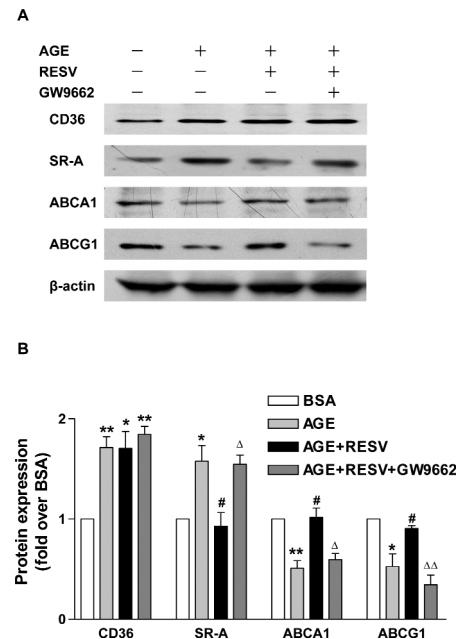 A
AGE − + + +
RESV − − + +
GW9662 − − − +
CD36
SR-A
ABCA1
ABCG1
β-actin
B
Protein expression
(fold over BSA)
2
1
0
BSA
AGE
AGE+RESV
AGE+RESV+GW9662
** * ** * # Δ ** # Δ * # ΔΔ
CD36 SR-A ABCA1 ABCG1